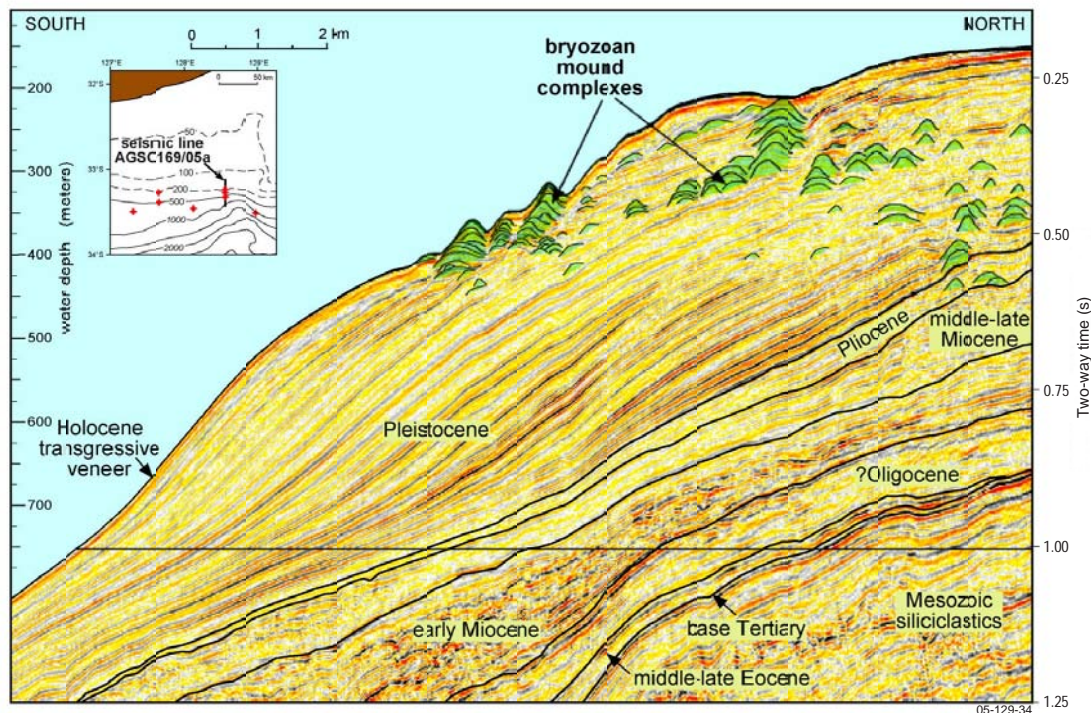 SOUTH
NORTH
0 1 2 km
127°E 128°E 129°E
0 50 km
32°S
50
seismic line
AGSC169/05a
33°S
100
200
500
1000
2000
34°S
bryozoan
mound
complexes
200
300
400
500
600
700
water depth (meters)
0.25
0.50
0.75
1.00
1.25
Two-way time (s)
Pliocene
middle-late
Miocene
Holocene
transgressive
veneer
Pleistocene
?Oligocene
early Miocene
base Tertiary
Mesozoic
siliciclastics
middle-late Eocene
05-129-34